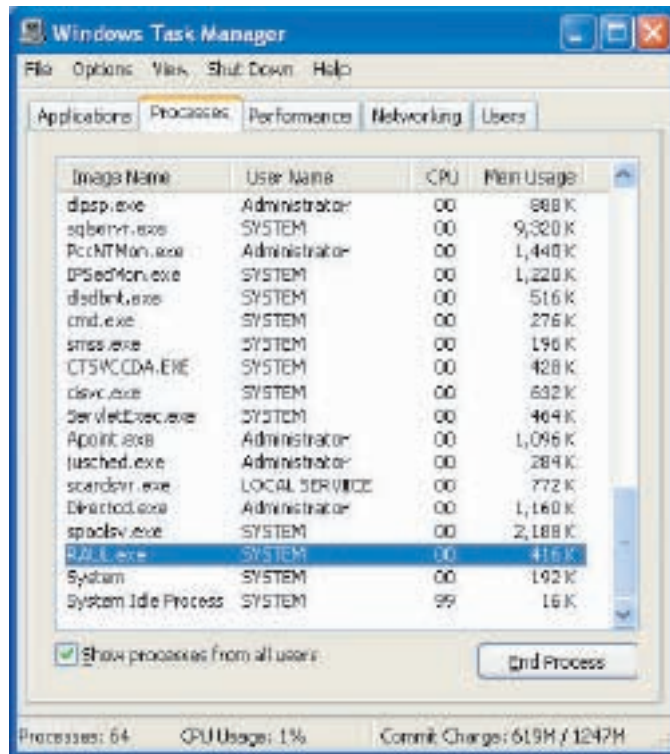 Windows Task Manager
File Options View Shut Down Help
Applications Processes Performance Networking Users
Image Name User Name CPU Mem Usage
dlpsp.exe Administrator 00 888 K
sqlservr.exe SYSTEM 00 9,320 K
PccNTMon.exe Administrator 00 1,440 K
IPSecMon.exe SYSTEM 00 1,220 K
SYSTEM 00 516 K
cmd.exe SYSTEM 00 276 K
smss.exe SYSTEM 00 196 K
CTSVCCDA.EXE SYSTEM 00 428 K
cisvc.exe SYSTEM 00 632 K
ServletExec.exe SYSTEM 00 464 K
Apoint.exe Administrator 00 1,096 K
jusched.exe Administrator 00 284 K
scardsvr.exe LOCAL SERVICE 00 772 K
Directcd.exe Administrator 00 1,160 K
spoolsv.exe SYSTEM 00 2,188 K
SYSTEM 00 416 K
System SYSTEM 00 192 K
System Idle Process SYSTEM 99 16 K
Show processes from all users
End Process
Processes: 64 CPU Usage: 1% Commit Charge: 619M / 1247M